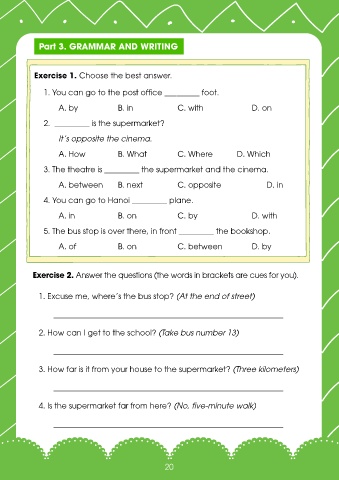 Part 3. GRAMMAR AND WRITING
Exercise 1. Choose the best answer.
1. You can go to the post office ________ foot.
A. by B. in C. with D. on
2. ________ is the supermarket?
It's opposite the cinema.
A. How B. What C. Where D. Which
3. The theatre is ________ the supermarket and the cinema.
A. between B. next C. opposite D. in
4. You can go to Hanoi ________ plane.
A. in B. on C. by D. with
5. The bus stop is over there, in front ________ the bookshop.
A. of B. on C. between D. by
Exercise 2. Answer the questions (the words in brackets are cues for you).
1. Excuse me, where's the bus stop? (At the end of street)
2. How can I get to the school? (Take bus number 13)
3. How far is it from your house to the supermarket? (Three kilometers)
4. Is the supermarket far from here? (No, five-minute walk)
20